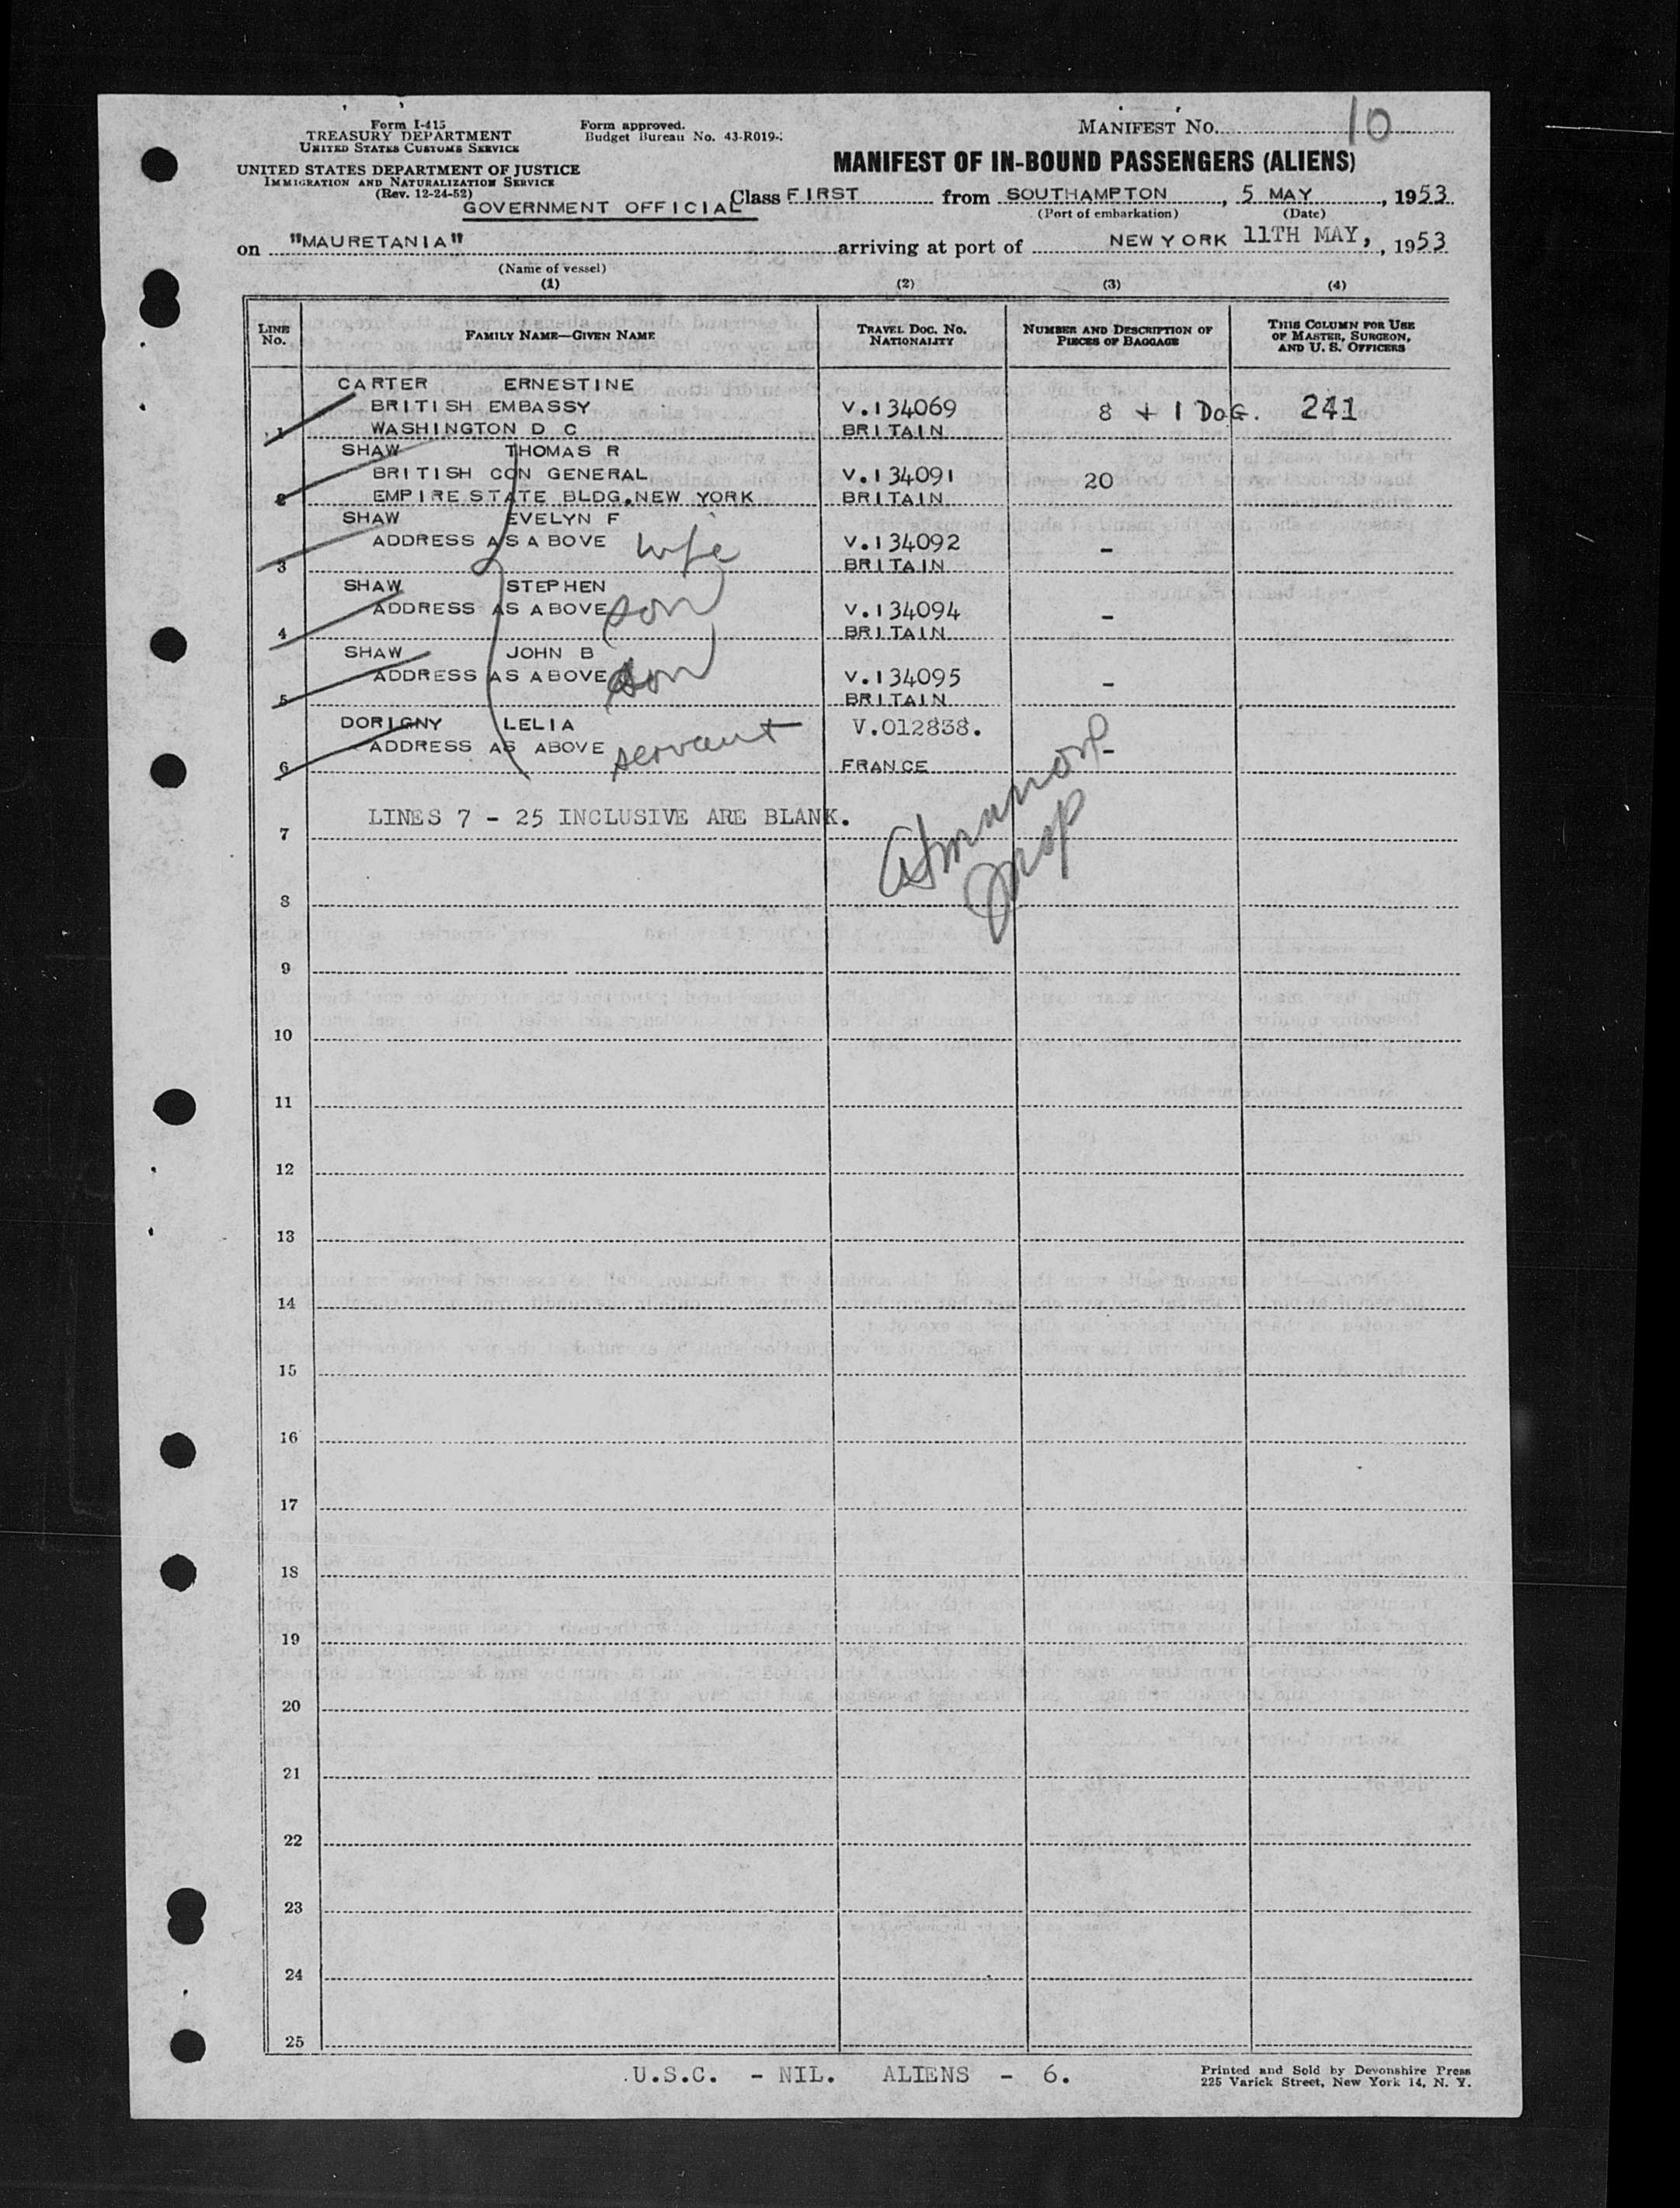 Form I-415
TREASURY DEPARTMENT
UNITED STATES CUSTOMS SERVICE
UNITED STATES DEPARTMENT OF JUSTICE
IMMIGRATION AND NATURALIZATION SERVICE
(Rev. 12-24-52)
Form approved.
Budget Bureau No. 43-R019-
MANIFEST NO. 10
MANIFEST OF IN-BOUND PASSENGERS (ALIENS)
GOVERNMENT OFFICIAL
Class FIRST from SOUTHAMPTON, 5 MAY, 1953
(Port of embarkation) (Date)
on "MAURETANIA" arriving at port of NEW YORK 11TH MAY, , 1953
(Name of vessel)
(1) (2) (3) (4)
LINE NO. FAMILY NAME—GIVEN NAME TRAVEL DOC. NO. NATIONALITY NUMBER AND DESCRIPTION OF PIECES OF BAGGAGE THIS COLUMN FOR USE OF MASTER, SURGEON, AND U. S. OFFICERS
CARTER ERNESTINE
BRITISH EMBASSY V.134069 8 + 1 DOG. 241
1 WASHINGTON D C BRITAIN
SHAW THOMAS R
BRITISH CON GENERAL V.134091 20
2 EMPIRE STATE BLDG, NEW YORK BRITAIN
SHAW EVELYN F
ADDRESS AS ABOVE wife V.134092 -
3 BRITAIN
SHAW STEPHEN
ADDRESS AS ABOVE son V.134094 -
4 BRITAIN
SHAW JOHN B
ADDRESS AS ABOVE son V.134095 -
5 BRITAIN
DORIGNY LELIA V.012838.
ADDRESS AS ABOVE servant -
6 FRANCE
LINES 7 - 25 INCLUSIVE ARE BLANK.
7
8
9
10
11
12
13
14
15
16
17
18
19
20
21
22
23
24
25
U.S.C. - NIL. ALIENS - 6.
Printed and Sold by Devonshire Press
225 Varick Street, New York 14, N. Y.